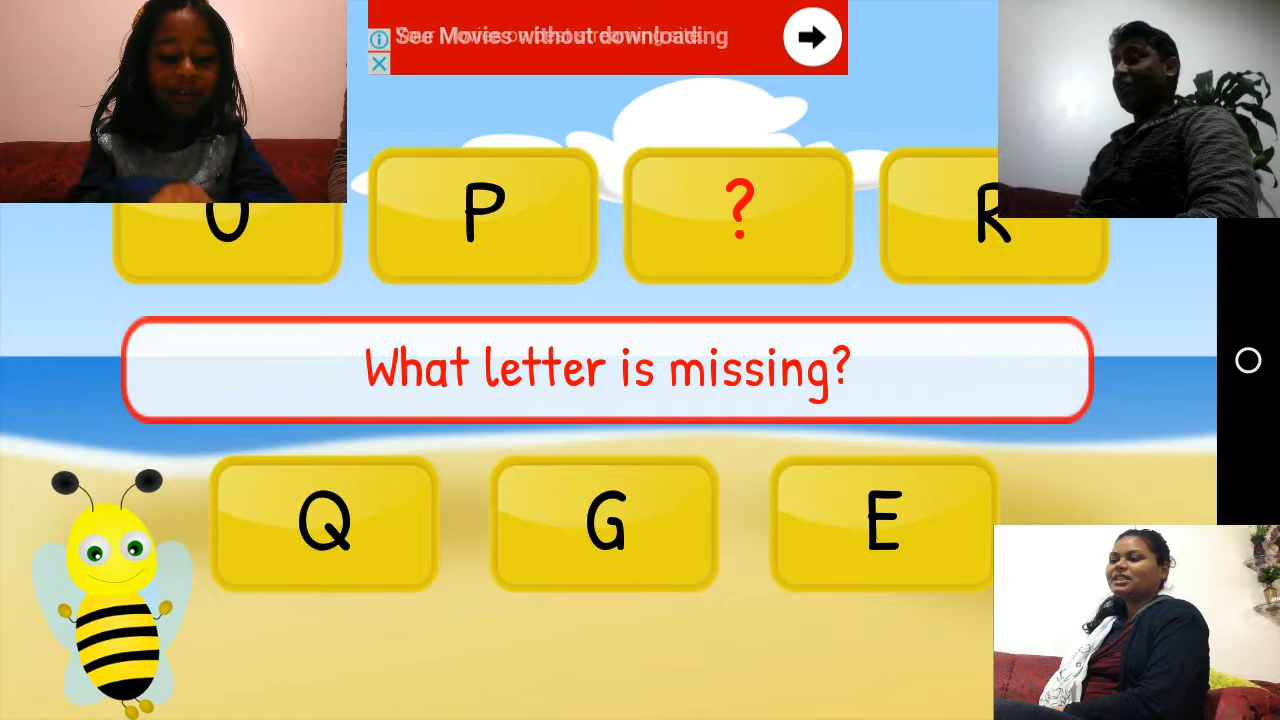 See Movies without downloading
O P ? R
What letter is missing?
Q G E